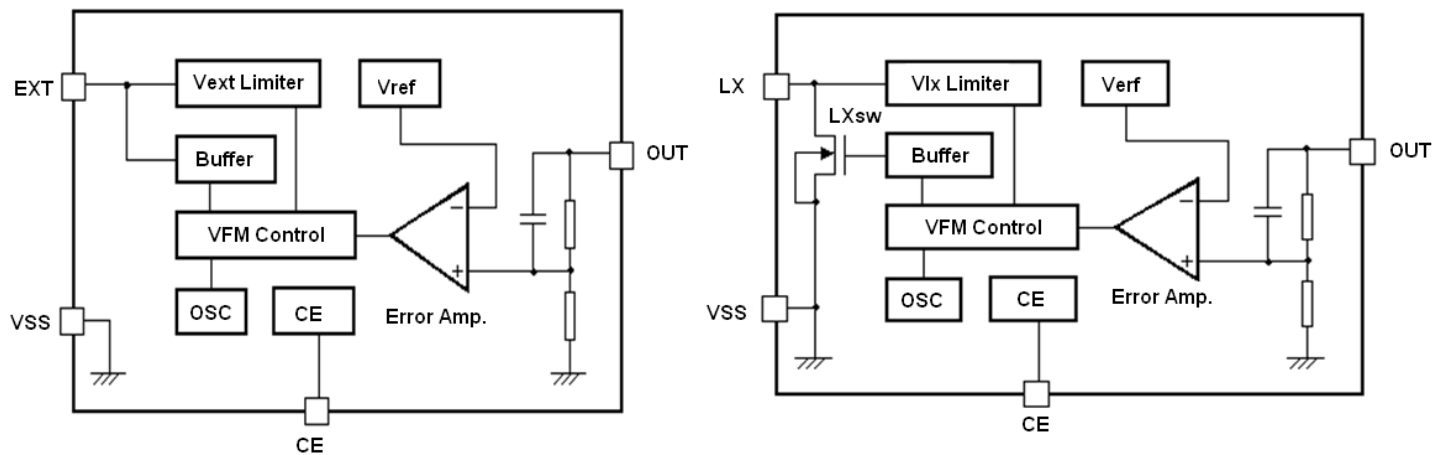 EXT
Vext Limiter
Vref
Buffer
OUT
−
VFM Control
+
OSC
CE
Error Amp.
VSS
CE
LX
Vlx Limiter
Verf
LXsw
Buffer
OUT
−
VFM Control
+
OSC
CE
Error Amp.
VSS
CE